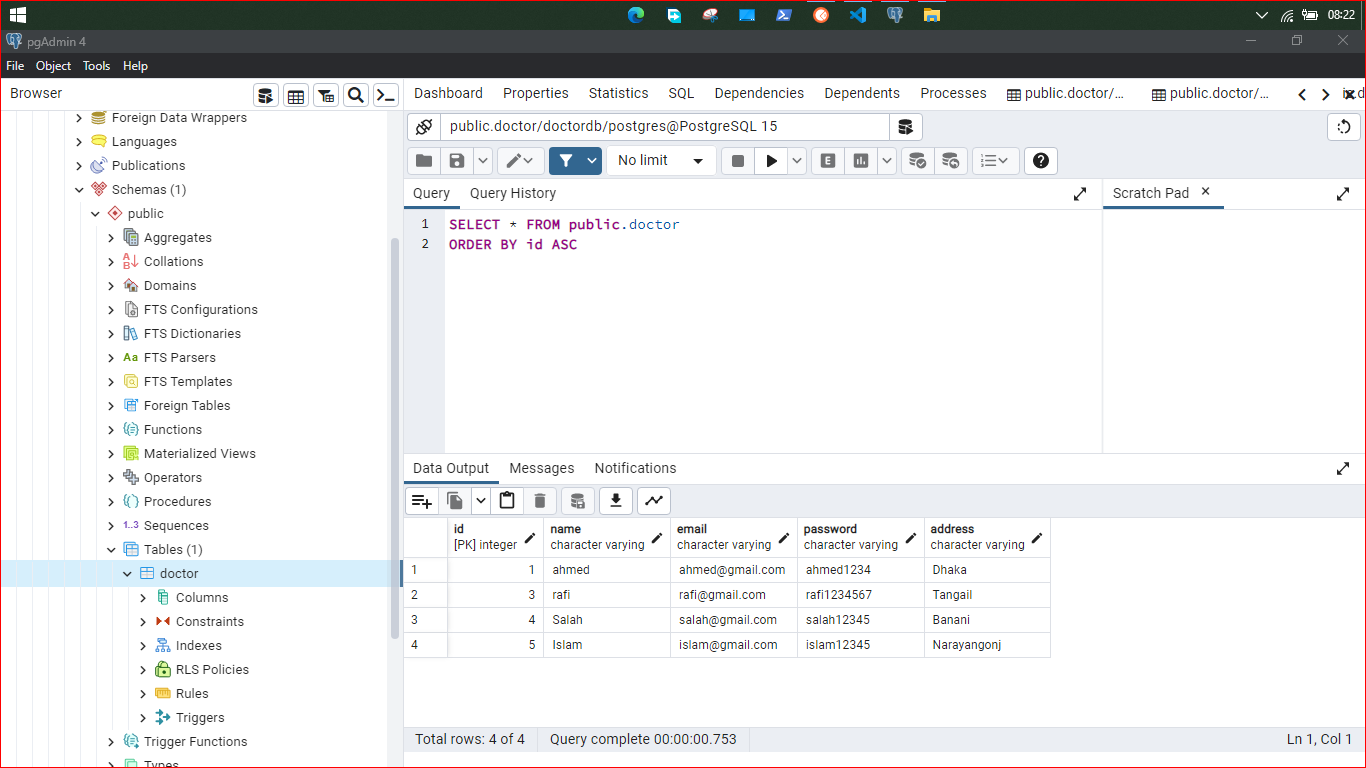 08:22
pgAdmin 4
File Object Tools Help
Browser
Dashboard Properties Statistics SQL Dependencies Dependents Processes public.doctor/... public.doctor/...
Foreign Data Wrappers
Languages
Publications
Schemas (1)
public
Aggregates
Collations
Domains
FTS Configurations
FTS Dictionaries
Aa FTS Parsers
FTS Templates
Foreign Tables
Functions
Materialized Views
Operators
Procedures
1..3 Sequences
Tables (1)
doctor
Columns
Constraints
Indexes
RLS Policies
Rules
Triggers
Trigger Functions
Types
public.doctor/doctordb/postgres@PostgreSQL 15
No limit
E
Query Query History
Scratch Pad
1 SELECT * FROM public.doctor
2 ORDER BY id ASC
Data Output Messages Notifications
id name email password address
[PK] integer character varying character varying character varying character varying
1 1 ahmed ahmed@gmail.com ahmed1234 Dhaka
2 3 rafi rafi@gmail.com rafi1234567 Tangail
3 4 Salah salah@gmail.com salah12345 Banani
4 5 Islam islam@gmail.com islam12345 Narayangonj
Total rows: 4 of 4 Query complete 00:00:00.753 Ln 1, Col 1